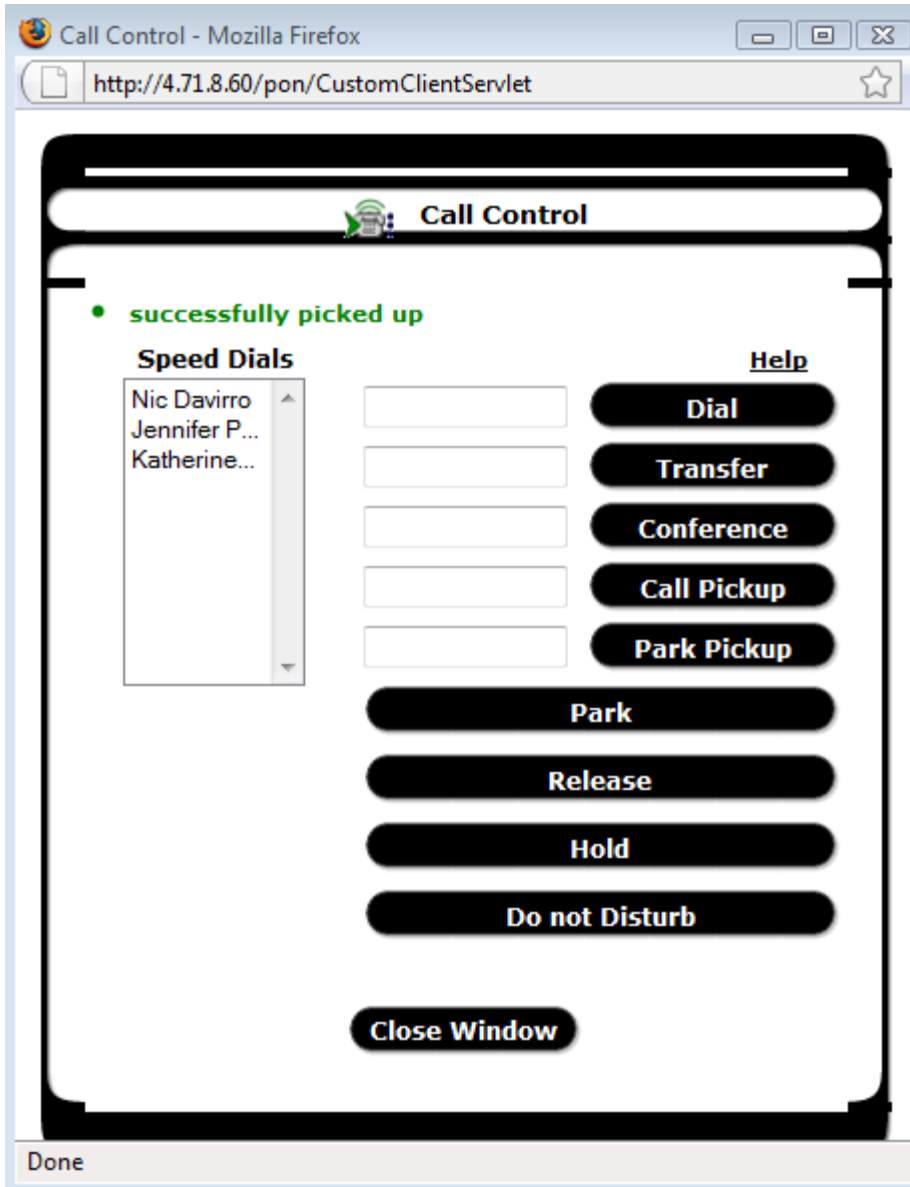 Call Control - Mozilla Firefox
http://4.71.8.60/pon/CustomClientServlet
Call Control
successfully picked up
Speed Dials
Help
Nic Davirro
Jennifer P...
Katherine...
Dial
Transfer
Conference
Call Pickup
Park Pickup
Park
Release
Hold
Do not Disturb
Close Window
Done